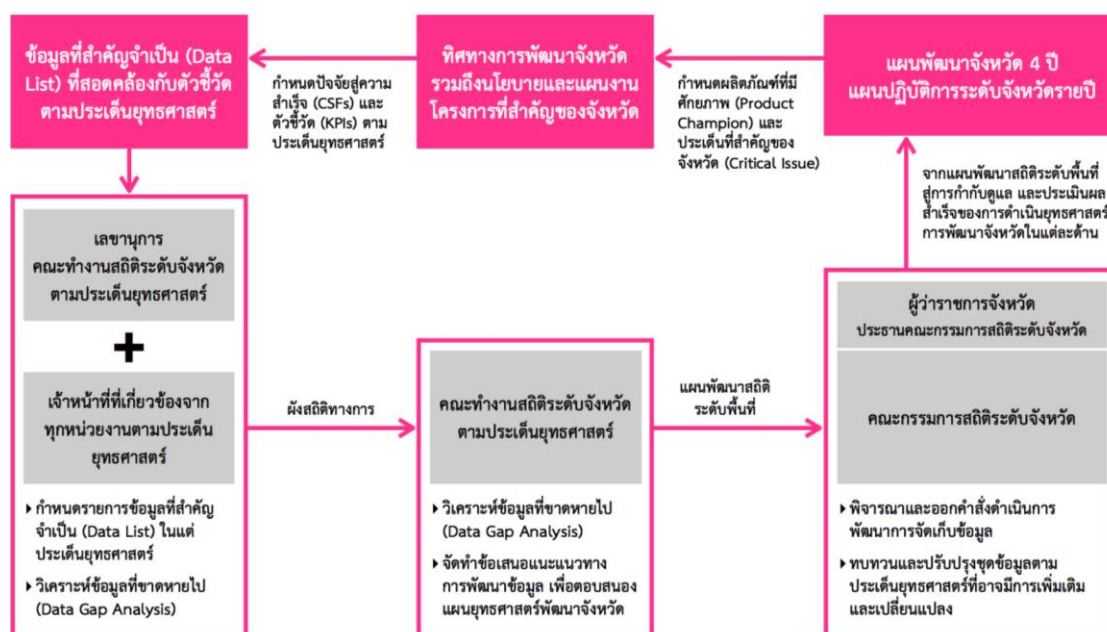 ข้อมูลที่สำคัญจำเป็น (Data
List) ที่สอดคล้องกับตัวชี้วัด
ตามประเด็นยุทธศาสตร์
กำหนดปัจจัยสู่ความ
สำเร็จ (CSFs) และ
ตัวชี้วัด (KPIs) ตาม
ประเด็นยุทธศาสตร์
ทิศทางการพัฒนาจังหวัด
รวมถึงนโยบายและแผนงาน
โครงการที่สำคัญของจังหวัด
กำหนดผลิตภัณฑ์ที่มี
ศักยภาพ (Product
Champion) และ
ประเด็นที่สำคัญของ
จังหวัด (Critical Issue)
แผนพัฒนาจังหวัด 4 ปี
แผนปฏิบัติการระดับจังหวัดรายปี
จากแผนพัฒนาสถิติระดับพื้นที่
สู่การกำกับดูแล และประเมินผล
สำเร็จของการดำเนินยุทธศาสตร์
การพัฒนาจังหวัดในแต่ละด้าน
เลขานุการ
คณะทำงานสถิติระดับจังหวัด
ตามประเด็นยุทธศาสตร์
+
เจ้าหน้าที่ที่เกี่ยวข้องจาก
ทุกหน่วยงานตามประเด็น
ยุทธศาสตร์
กำหนดรายการข้อมูลที่สำคัญ
จำเป็น (Data List) ในแต่
ประเด็นยุทธศาสตร์
วิเคราะห์ข้อมูลที่ขาดหายไป
(Data Gap Analysis)
ผังสถิติทางการ
คณะทำงานสถิติระดับจังหวัด
ตามประเด็นยุทธศาสตร์
วิเคราะห์ข้อมูลที่ขาดหายไป
(Data Gap Analysis)
จัดทำข้อเสนอแนะแนวทาง
การพัฒนาข้อมูล เพื่อตอบสนอง
แผนยุทธศาสตร์พัฒนาจังหวัด
แผนพัฒนาสถิติ
ระดับพื้นที่
ผู้ว่าราชการจังหวัด
ประธานคณะกรรมการสถิติระดับจังหวัด
คณะกรรมการสถิติระดับจังหวัด
พิจารณาและออกคำสั่งดำเนินการ
พัฒนาการจัดเก็บข้อมูล
ทบทวนและปรับปรุงชุดข้อมูลตาม
ประเด็นยุทธศาสตร์ที่อาจมีการเพิ่มเติม
และเปลี่ยนแปลง